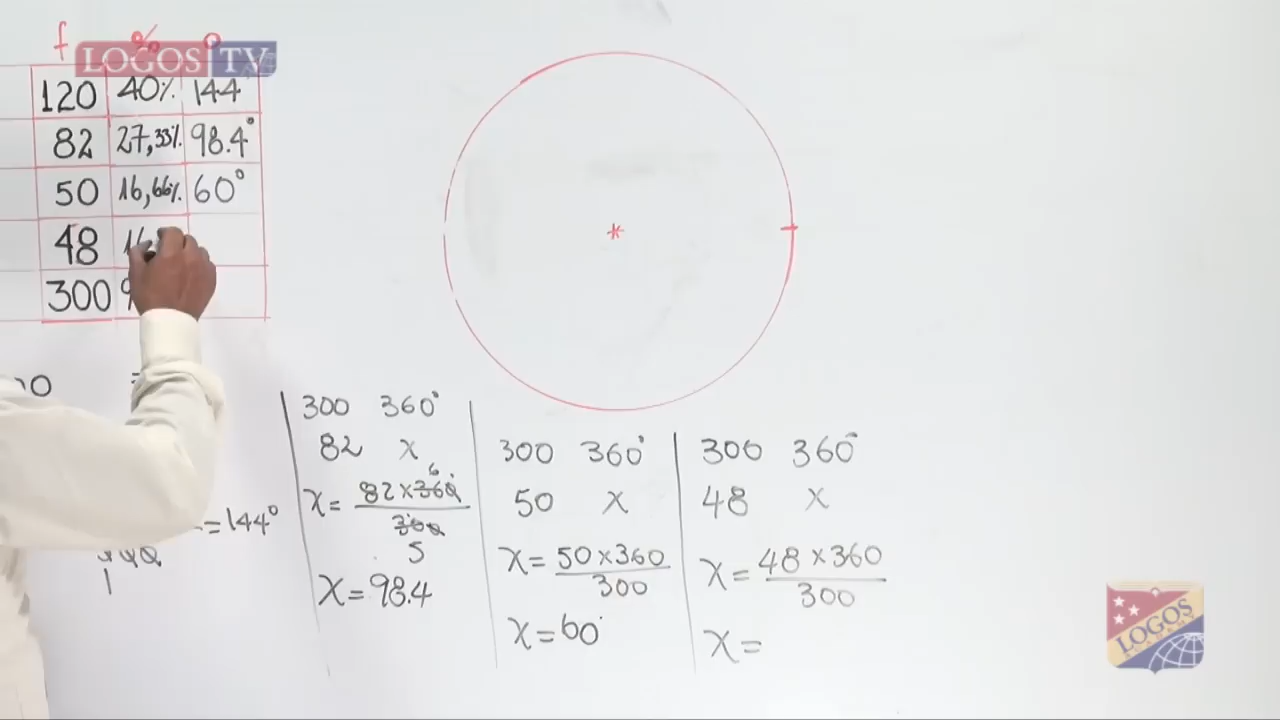 f % °
LOGOS TV
120 40% 144
82 27,33% 98.4°
50 16,66% 60°
48
300
=
300 360°
82 x
x = 82 x 360 / 300
6
5
x = 98.4
= 144°
1
300 360°
50 x
x = 50 x 360 / 300
x = 60°
300 360°
48 x
x = 48 x 360 / 300
x =
LOGOS